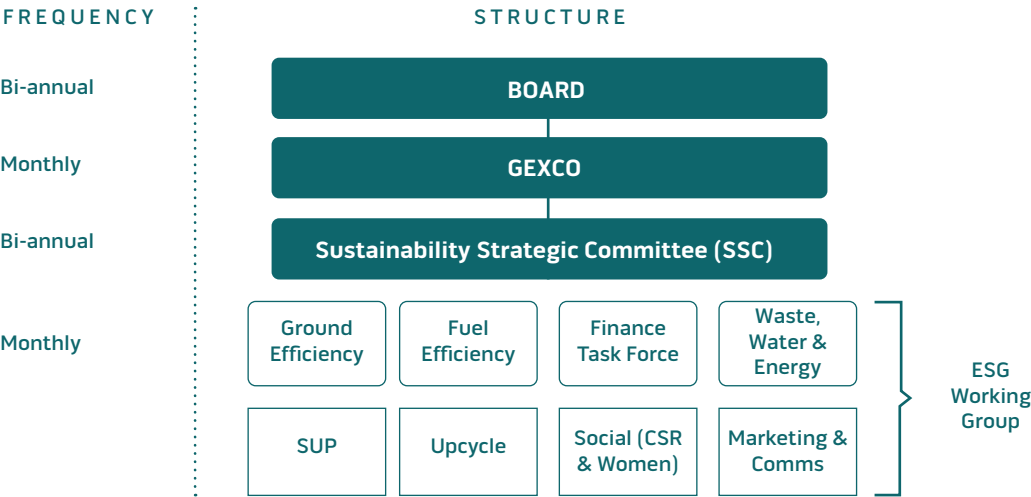 FREQUENCY
STRUCTURE
Bi-annual
BOARD
Monthly
GEXCO
Bi-annual
Sustainability Strategic Committee (SSC)
Monthly
Ground
Efficiency
Fuel
Efficiency
Finance
Task Force
Waste,
Water &
Energy
SUP
Upcycle
Social (CSR
& Women)
Marketing &
Comms
ESG
Working
Group